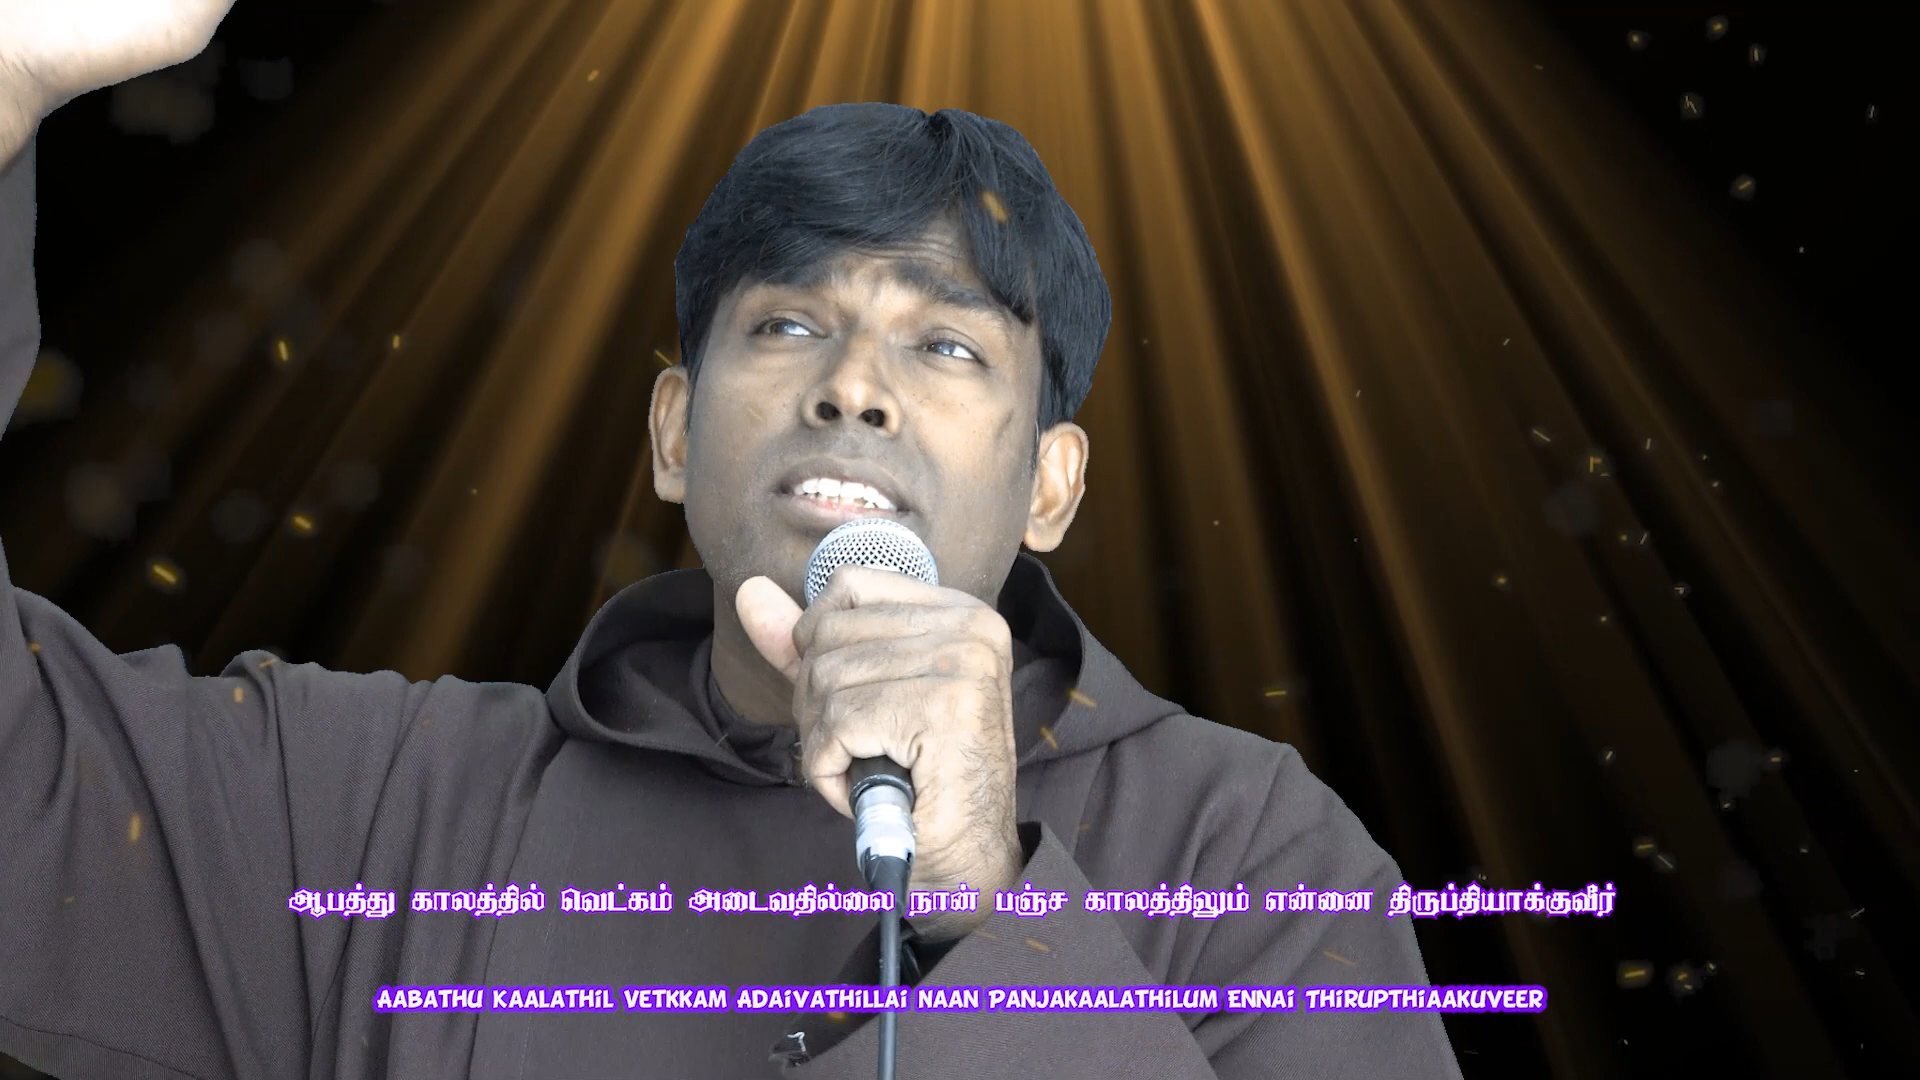 ஆபத்து காலத்தில் வெட்கம் அடைவதில்லை நான் பஞ்ச காலத்திலும் என்னை திருப்தியாக்குவீர்
AABATHU KAALATHIL VETKKAM ADAIVATHILLAI NAAN PANJAKAALATHILUM ENNAI THIRUPTHIAAKUVEER